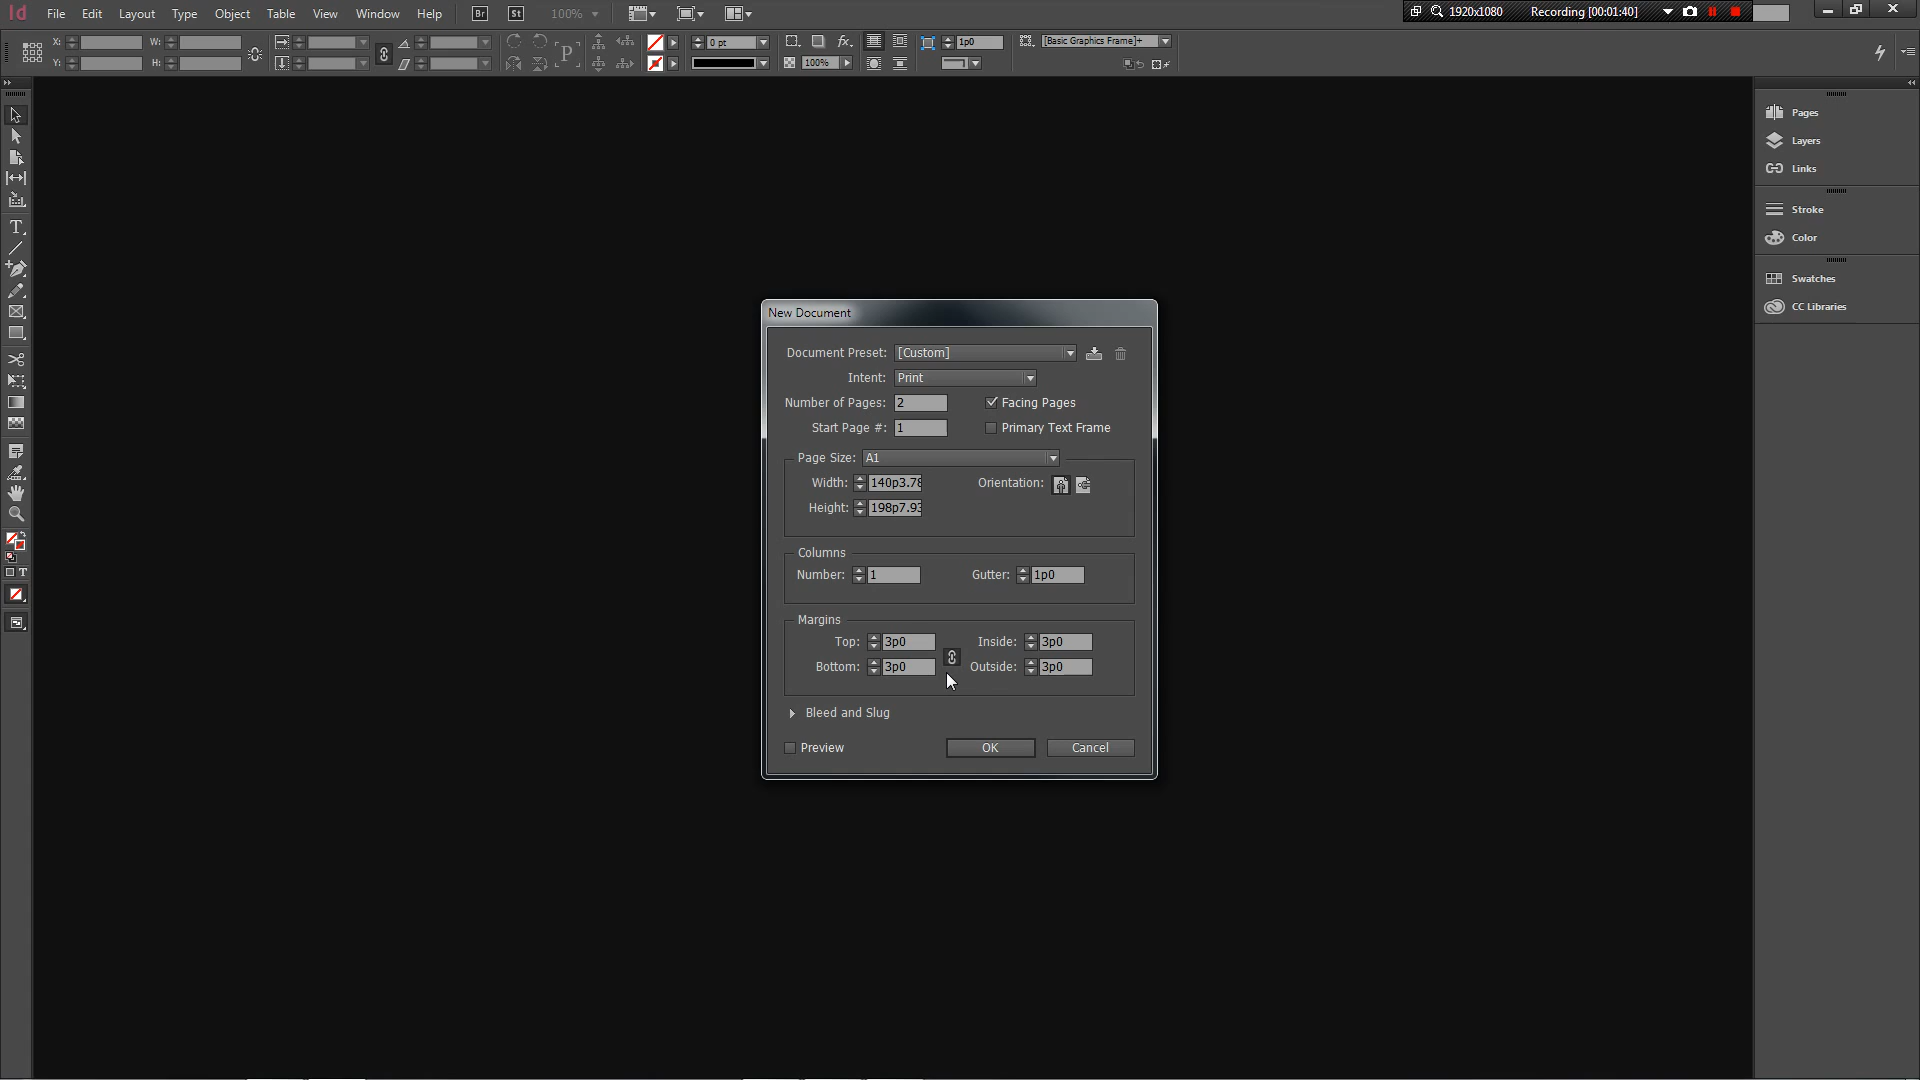 Id File Edit Layout Type Object Table View Window Help Br St 100% 1920x1080 Recording [00:01:40]
X: W: 0 pt 1p0 [Basic Graphics Frame]+
Y: H: P 100%
Pages
Layers
Links
Stroke
Color
Swatches
CC Libraries
New Document
Document Preset: [Custom]
Intent: Print
Number of Pages: 2 Facing Pages
Start Page #: 1 Primary Text Frame
Page Size: A1
Width: 140p3.78 Orientation:
Height: 198p7.93
Columns
Number: 1 Gutter: 1p0
Margins
Top: 3p0 Inside: 3p0
Bottom: 3p0 Outside: 3p0
Bleed and Slug
Preview OK Cancel